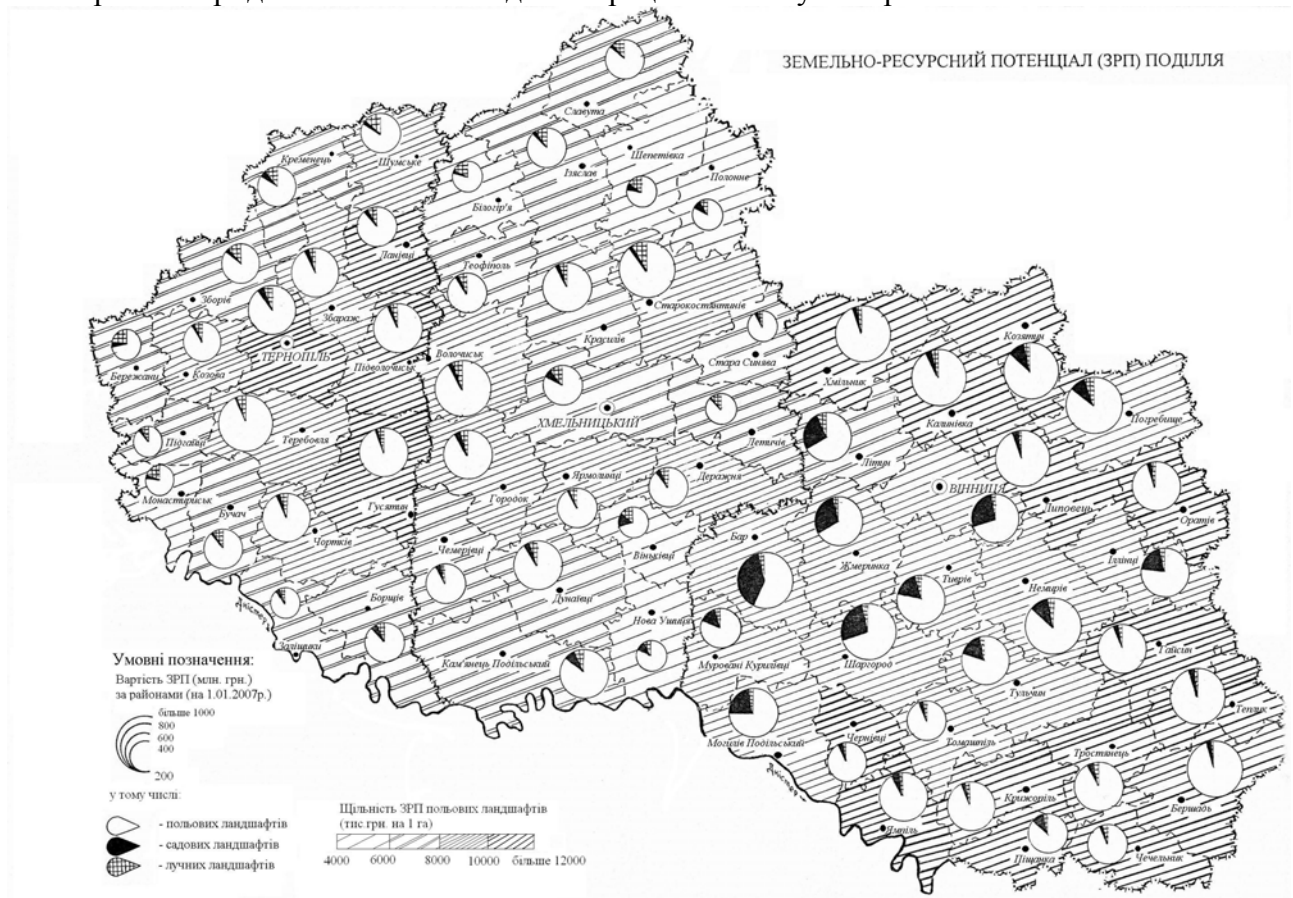 ЗЕМЕЛЬНО-РЕСУРСНИЙ ПОТЕНЦІАЛ (ЗРП) ПОДІЛЛЯ
Славута
Кременець
Шумське
Шепетівка
Ізяслав
Полонне
Білогір'я
Ланівці
Теофіполь
Зборів
Збараж
Старокостянтинів
Козятин
ТЕРНОПІЛЬ
Красилів
Підволочиськ
Волочиськ
Стара Синява
Бережани
Козова
Хмільник
ХМЕЛЬНИЦЬКИЙ
Калинівка
Погребище
Підгайці
Теребовля
Летичів
Літин
Ярмолинці
Деражня
Монастириськ
Городок
ВІННИЦЯ
Бучач
Гусятин
Липовець
Оратів
Чортків
Чемерівці
Віньківці
Бар
Жмеринка
Іллінці
Тиврів
Немирів
Дунаївці
Дністер
Борщів
Нова Ушиця
Заліщики
Кам'янець Подільський
Муровані Курилівці
Шаргород
Гайсин
Тульчин
Умовні позначення:
Вартість ЗРП (млн. грн.)
за районами (на 1.01.2007р.)
більше 1000
800
600
400
200
Теплик
Могилів Подільський
Чернівці
Томашпіль
Тростянець
Дністер
Крижопіль
Бершадь
Ямпіль
Піщанка
Чечельник
у тому числі:
- польових ландшафтів
- садових ландшафтів
- лучних ландшафтів
Щільність ЗРП польових ландшафтів
(тис.грн. на 1 га)
4000 6000 8000 10000 більше 12000